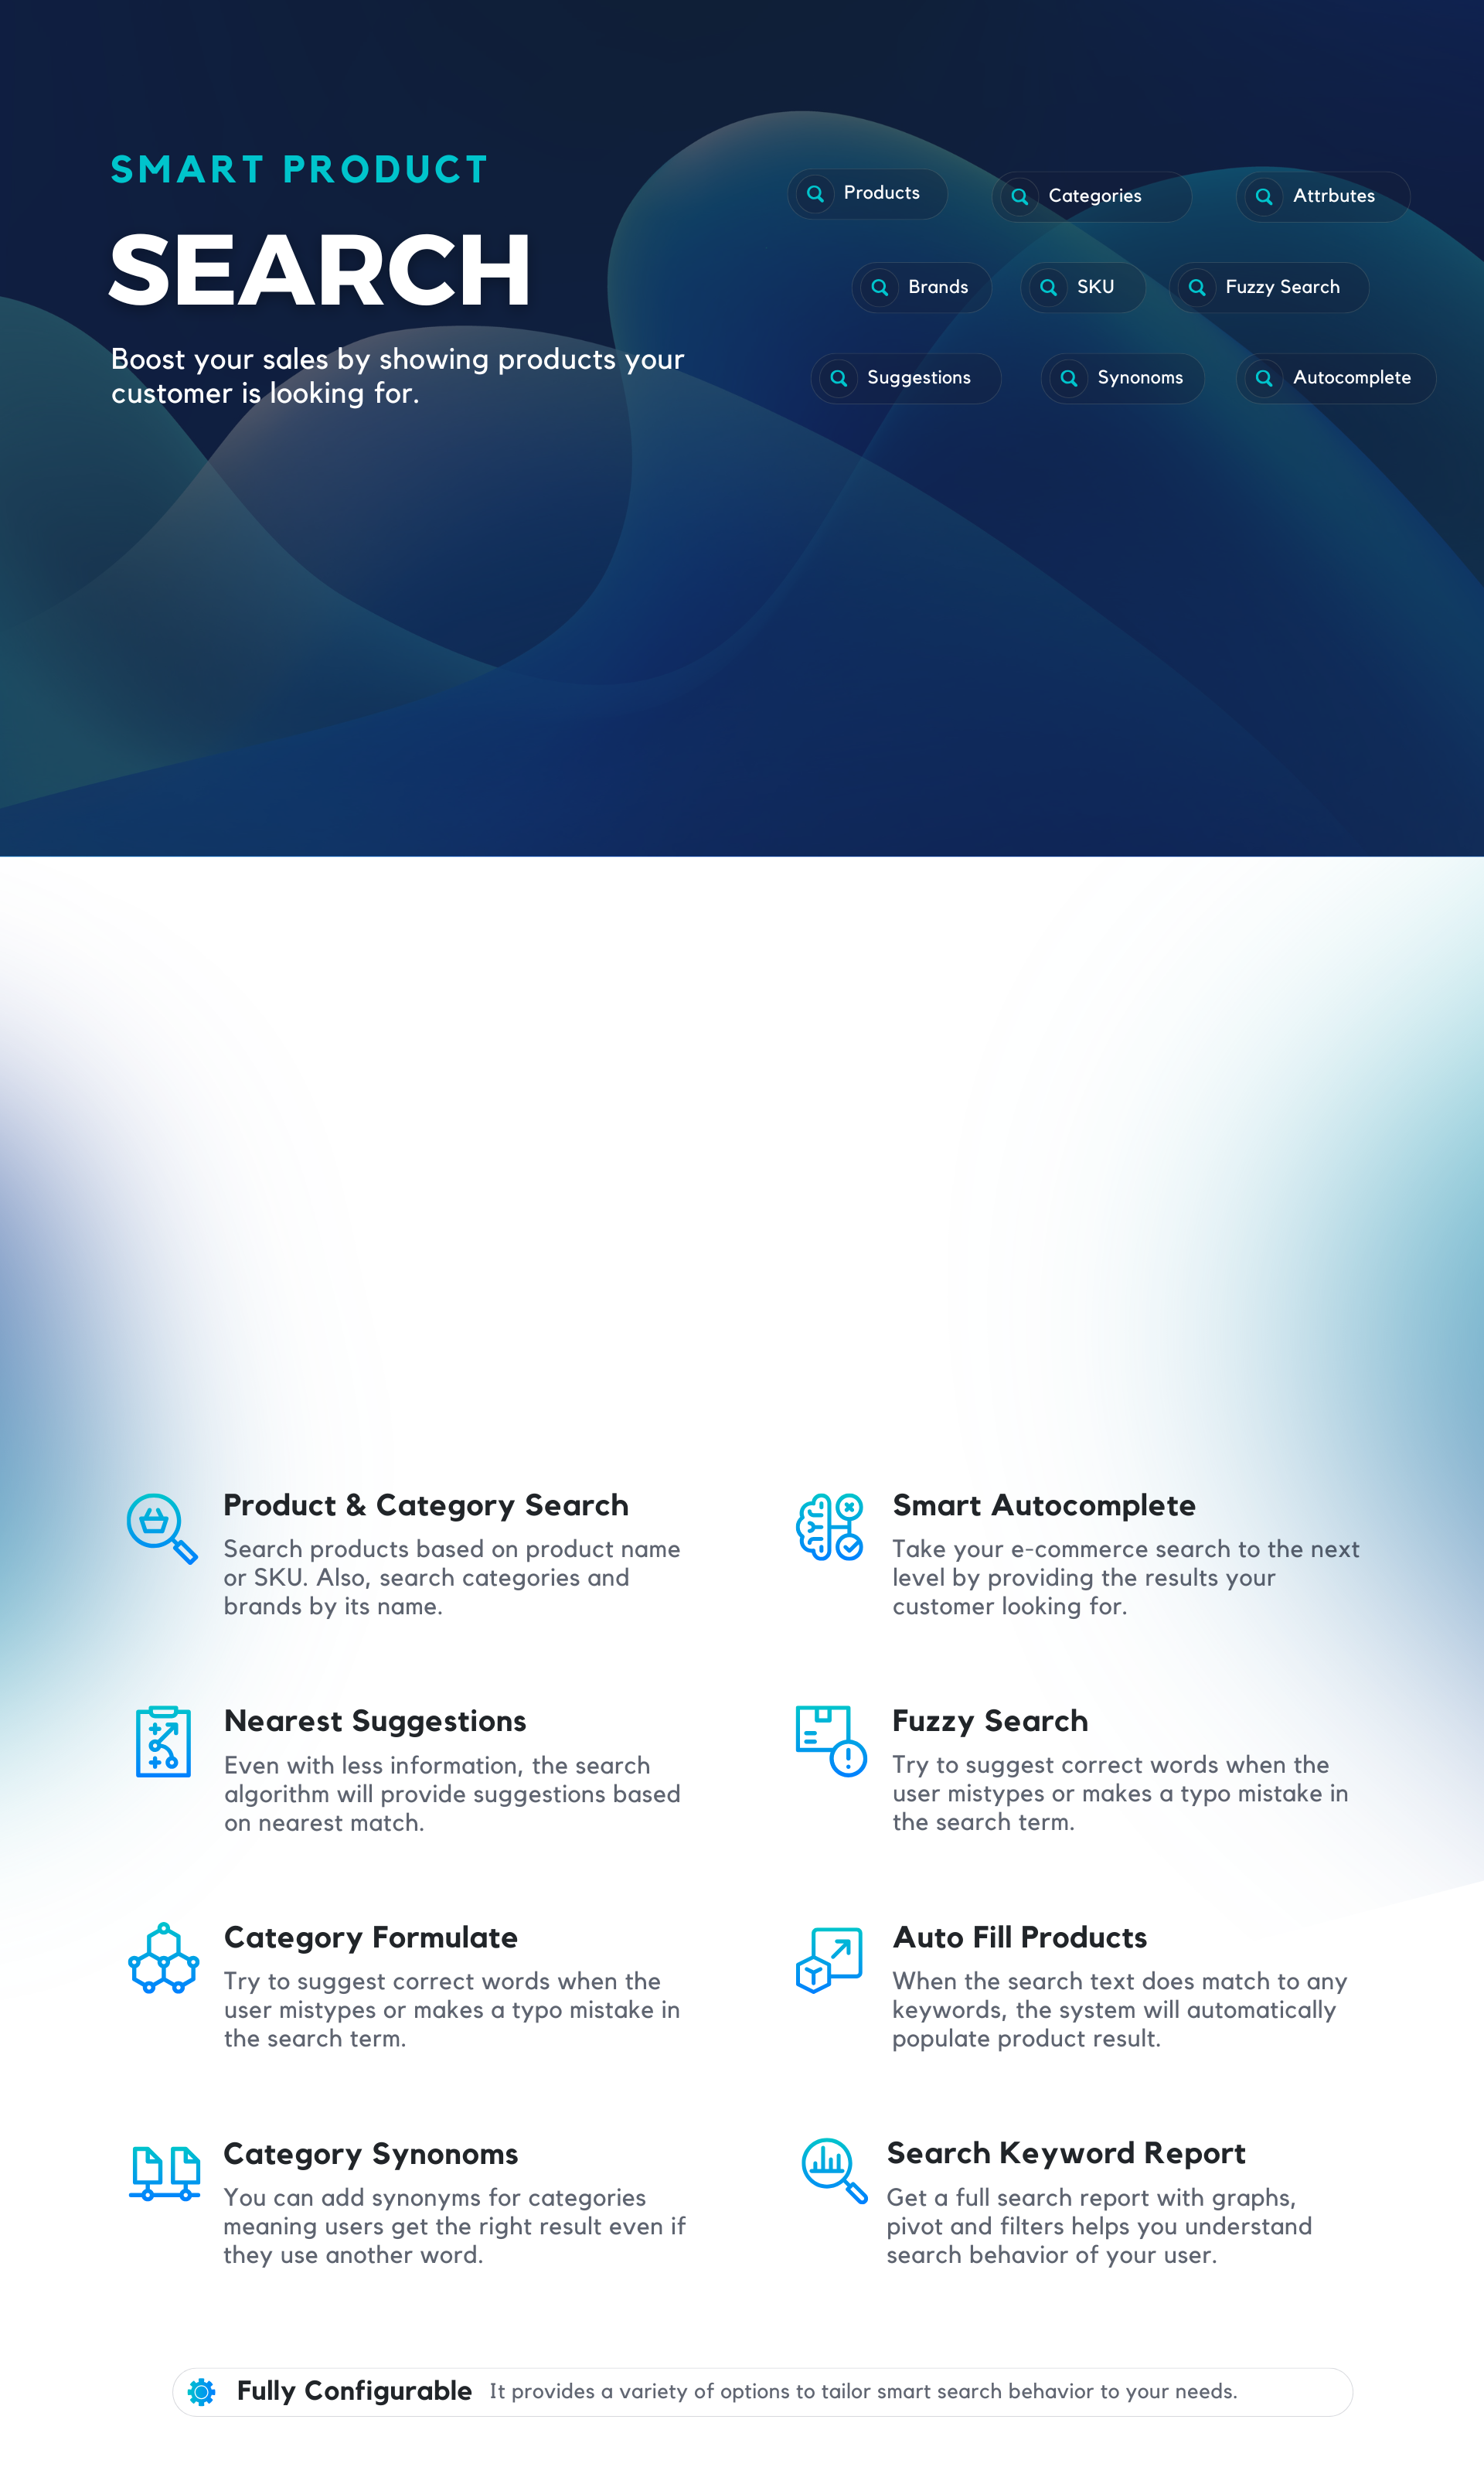 SMART PRODUCT
SEARCH
Boost your sales by showing products your
customer is looking for.
Products
Categories
Attrbutes
Brands
SKU
Fuzzy Search
Suggestions
Synonoms
Autocomplete
Product & Category Search
Search products based on product name
or SKU. Also, search categories and
brands by its name.
Smart Autocomplete
Take your e-commerce search to the next
level by providing the results your
customer looking for.
Nearest Suggestions
Even with less information, the search
algorithm will provide suggestions based
on nearest match.
Fuzzy Search
Try to suggest correct words when the
user mistypes or makes a typo mistake in
the search term.
Category Formulate
Try to suggest correct words when the
user mistypes or makes a typo mistake in
the search term.
Auto Fill Products
When the search text does match to any
keywords, the system will automatically
populate product result.
Category Synonoms
You can add synonyms for categories
meaning users get the right result even if
they use another word.
Search Keyword Report
Get a full search report with graphs,
pivot and filters helps you understand
search behavior of your user.
Fully Configurable It provides a variety of options to tailor smart search behavior to your needs.